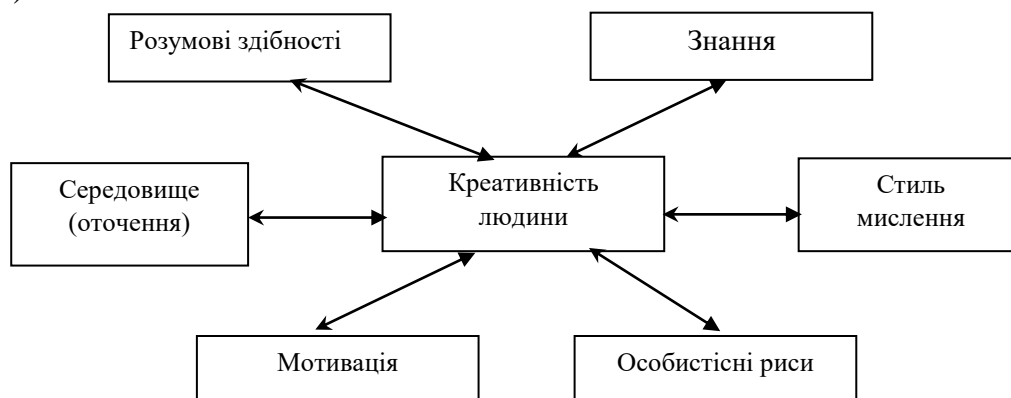 )
Розумові здібності
Знання
Середовище
(оточення)
Креативність
людини
Стиль
мислення
Мотивація
Особистісні риси